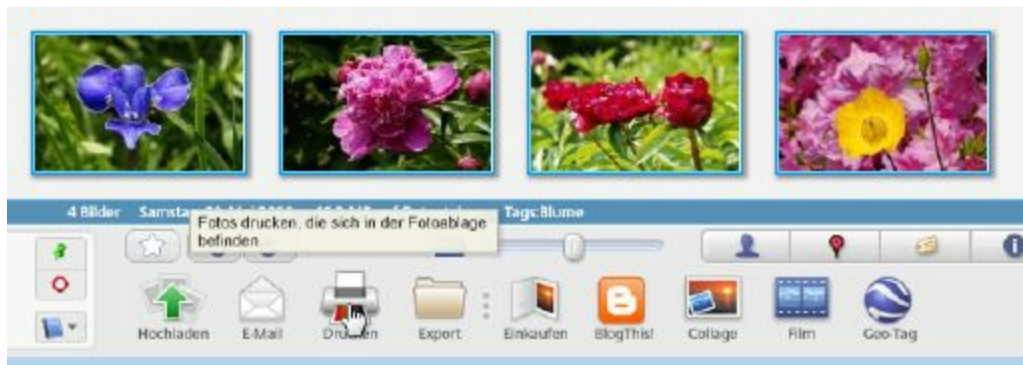 4 Bilder Tags:Blume
Fotos drucken, die sich in der Fotoablage
befinden
Hochladen E-Mail Drucken Export Einkaufen BlogThis! Collage Film Geo-Tag